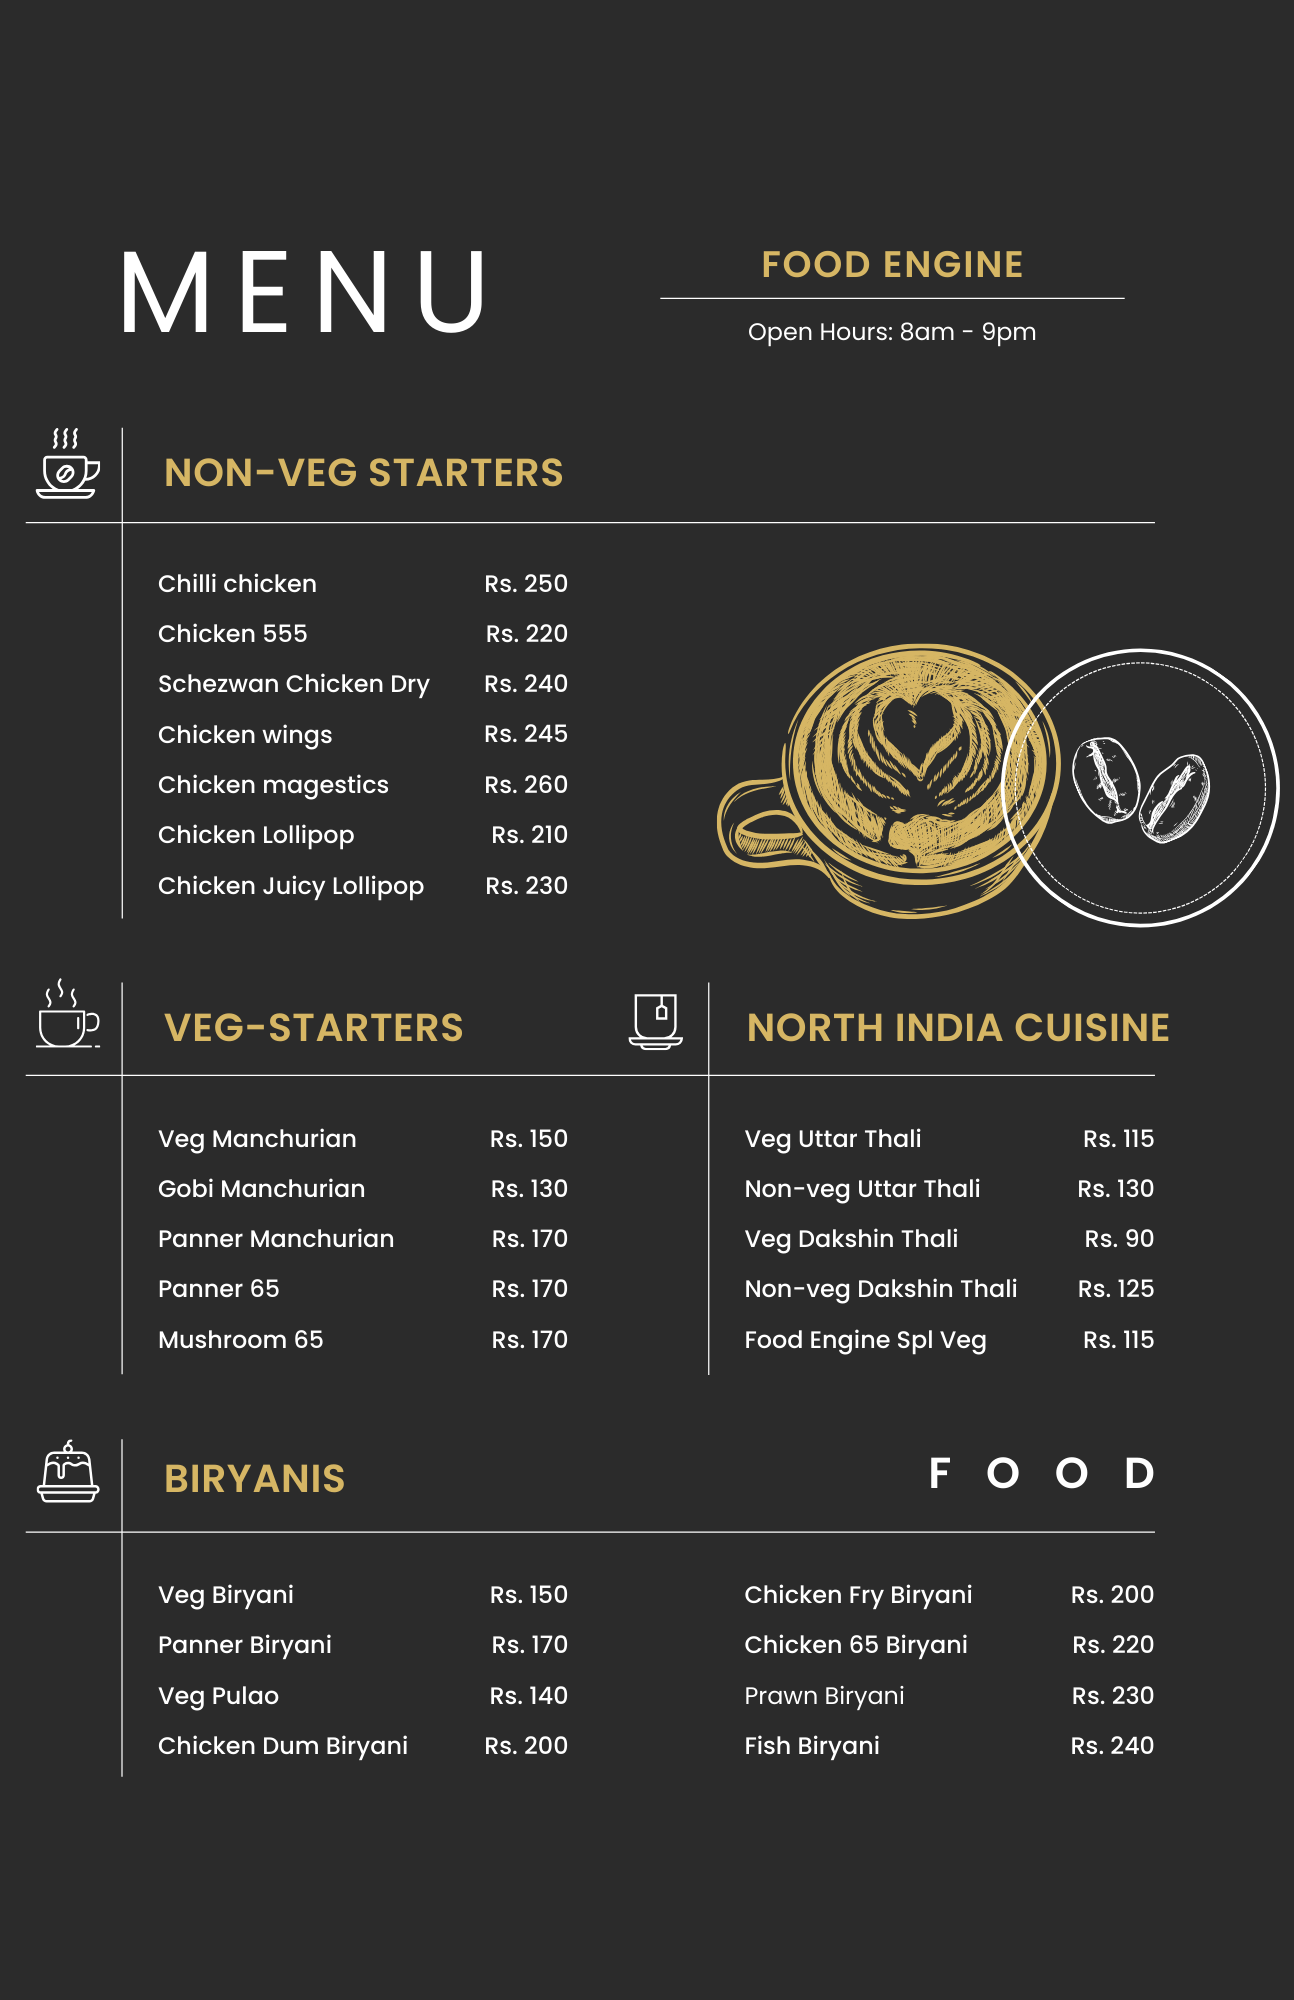 MENU
FOOD ENGINE
Open Hours: 8am - 9pm
NON-VEG STARTERS
Chilli chicken Rs. 250
Chicken 555 Rs. 220
Schezwan Chicken Dry Rs. 240
Chicken wings Rs. 245
Chicken magestics Rs. 260
Chicken Lollipop Rs. 210
Chicken Juicy Lollipop Rs. 230
VEG-STARTERS
Veg Manchurian Rs. 150
Gobi Manchurian Rs. 130
Panner Manchurian Rs. 170
Panner 65 Rs. 170
Mushroom 65 Rs. 170
NORTH INDIA CUISINE
Veg Uttar Thali Rs. 115
Non-veg Uttar Thali Rs. 130
Veg Dakshin Thali Rs. 90
Non-veg Dakshin Thali Rs. 125
Food Engine Spl Veg Rs. 115
BIRYANIS
FOOD
Veg Biryani Rs. 150
Panner Biryani Rs. 170
Veg Pulao Rs. 140
Chicken Dum Biryani Rs. 200
Chicken Fry Biryani Rs. 200
Chicken 65 Biryani Rs. 220
Prawn Biryani Rs. 230
Fish Biryani Rs. 240